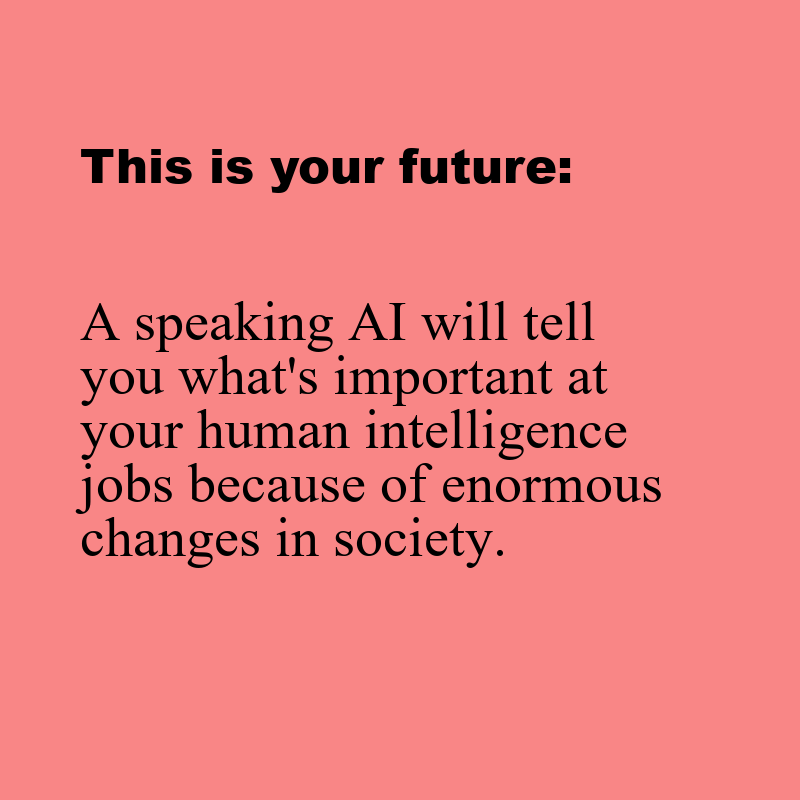 This is your future:
A speaking AI will tell
you what's important at
your human intelligence
jobs because of enormous
changes in society.